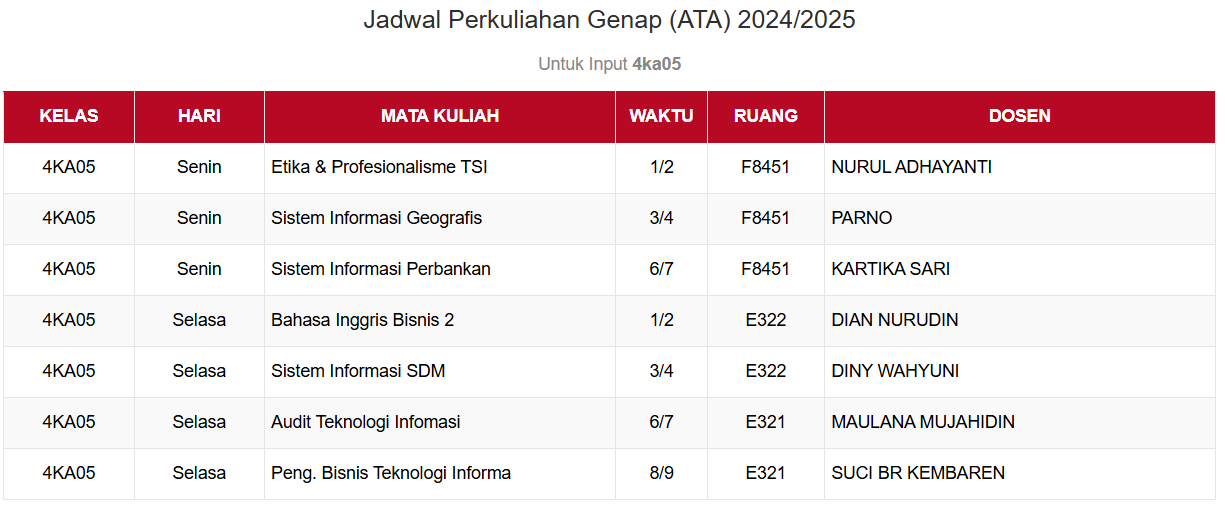 Jadwal Perkuliahan Genap (ATA) 2024/2025
Untuk Input 4ka05
KELAS HARI MATA KULIAH WAKTU RUANG DOSEN
4KA05 Senin Etika & Profesionalisme TSI 1/2 F8451 NURUL ADHAYANTI
4KA05 Senin Sistem Informasi Geografis 3/4 F8451 PARNO
4KA05 Senin Sistem Informasi Perbankan 6/7 F8451 KARTIKA SARI
4KA05 Selasa Bahasa Inggris Bisnis 2 1/2 E322 DIAN NURUDIN
4KA05 Selasa Sistem Informasi SDM 3/4 E322 DINY WAHYUNI
4KA05 Selasa Audit Teknologi Infomasi 6/7 E321 MAULANA MUJAHIDIN
4KA05 Selasa Peng. Bisnis Teknologi Informa 8/9 E321 SUCI BR KEMBAREN